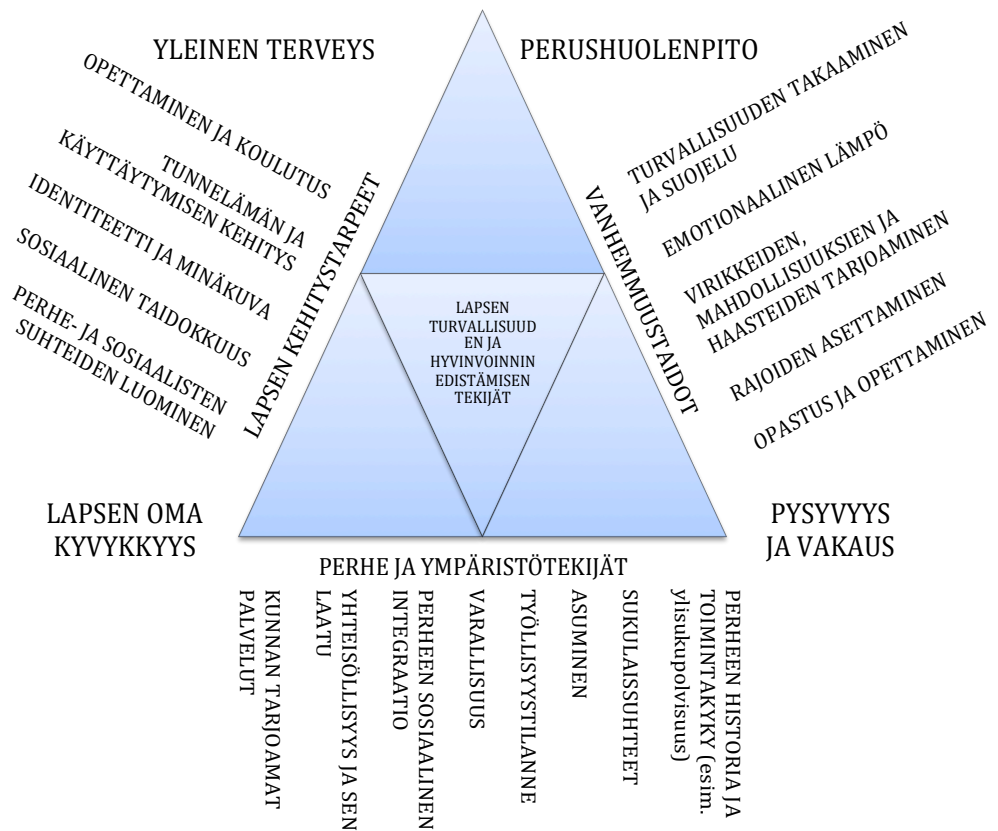 YLEINEN TERVEYS
OPETTAMINEN JA KOULUTUS
TUNNELÄMÄN JA
KÄYTTÄYTYMISEN KEHITYS
IDENTITEETTI JA MINÄKUVA
SOSIAALINEN TAIDOKKUUS
PERHE- JA SOSIAALISTEN
SUHTEIDEN LUOMINEN
LAPSEN OMA
KYVYKKYYS
LAPSEN KEHITYSTARPEET
PERUSHUOLENPITO
TURVALLISUUDEN TAKAAMINEN
JA SUOJELU
EMOTIONAALINEN LÄMPÖ
VIRIKKEIDEN,
MAHDOLLISUUKSIEN JA
HAASTEIDEN TARJOAMINEN
RAJOIDEN ASETTAMINEN
OPASTUS JA OPETTAMINEN
PYSYVYYS
JA VAKAUS
VANHEMMUUSTAIDOT
LAPSEN
TURVALLISUUD
EN JA
HYVINVOINNIN
EDISTÄMISEN
TEKIJÄT
PERHE JA YMPÄRISTÖTEKIJÄT
KUNNAN TARJOAMAT
PALVELUT
YHTEISÖLLISYYS JA SEN
LAATU
PERHEEN SOSIAALINEN
INTEGRAATIO
VARALLISUUS
TYÖLLISYYSTILANNE
ASUMINEN
SUKULAISSUHTEET
PERHEEN HISTORIA JA
TOIMINTAKYKY (esim.
ylisukupolvisuus)